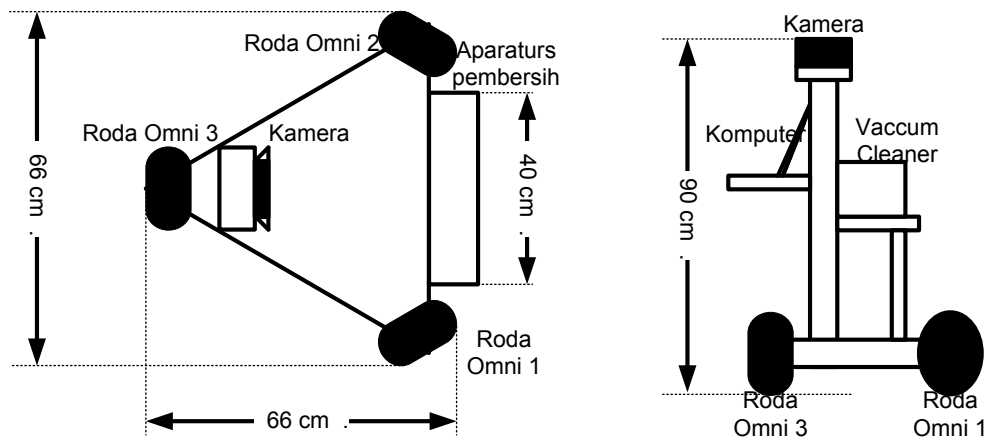 Roda Omni 2
Aparaturs
pembersih
Roda Omni 3
Kamera
66 cm .
40 cm .
Roda
Omni 1
66 cm .
Kamera
Komputer
Vaccum
Cleaner
90 cm .
Roda
Omni 3
Roda
Omni 1